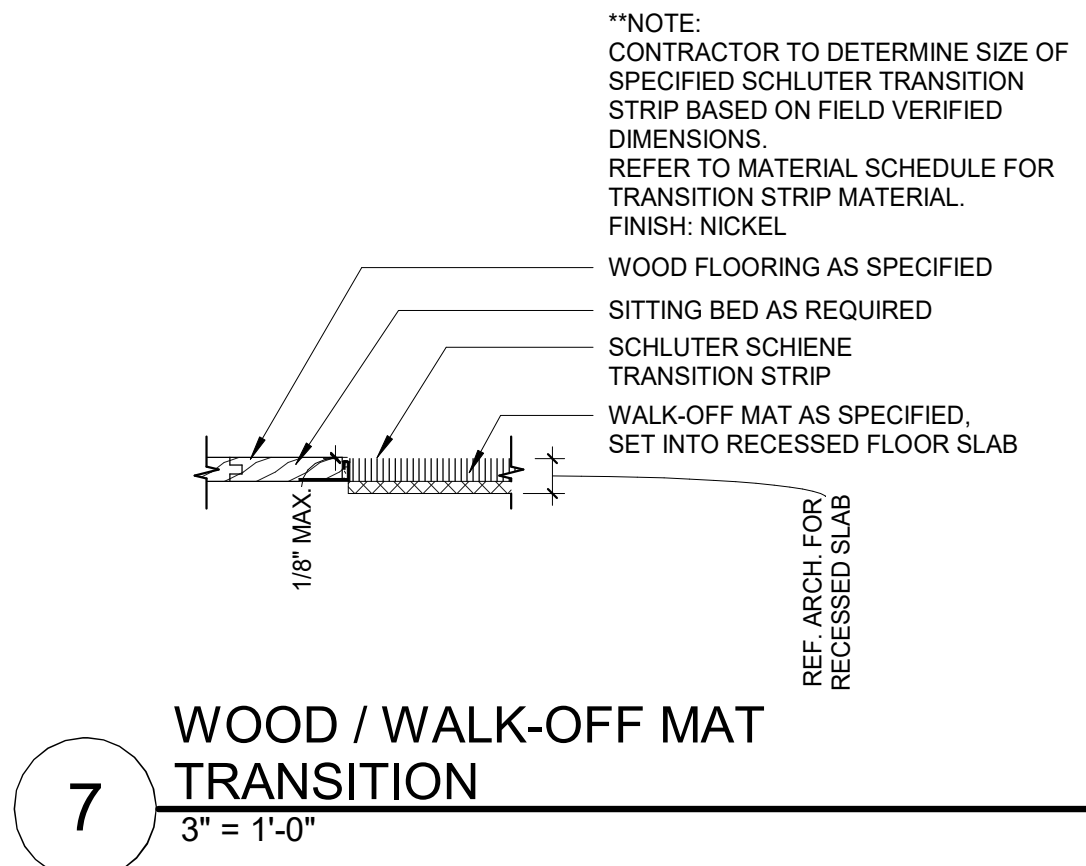 **NOTE:
CONTRACTOR TO DETERMINE SIZE OF
SPECIFIED SCHLUTER TRANSITION
STRIP BASED ON FIELD VERIFIED
DIMENSIONS.
REFER TO MATERIAL SCHEDULE FOR
TRANSITION STRIP MATERIAL.
FINISH: NICKEL
WOOD FLOORING AS SPECIFIED
SITTING BED AS REQUIRED
SCHLUTER SCHIENE
TRANSITION STRIP
WALK-OFF MAT AS SPECIFIED,
SET INTO RECESSED FLOOR SLAB
1/8" MAX.
REF. ARCH. FOR
RECESSED SLAB
7
WOOD / WALK-OFF MAT
TRANSITION
3" = 1'-0"